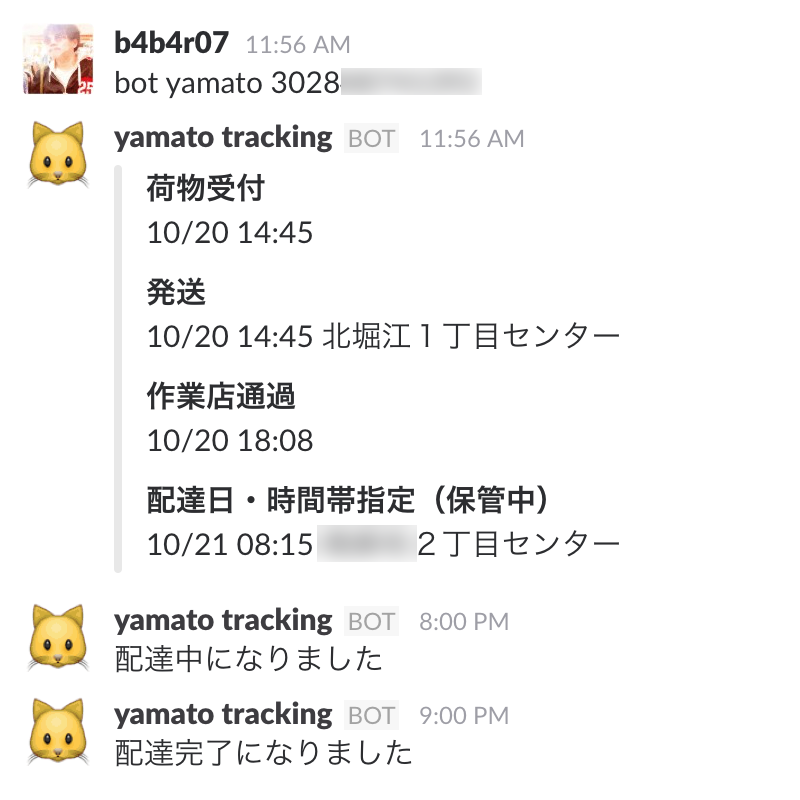 b4b4r07 11:56 AM
bot yamato 3028
yamato tracking BOT 11:56 AM
荷物受付
10/20 14:45
発送
10/20 14:45 北堀江１丁目センター
作業店通過
10/20 18:08
配達日・時間帯指定（保管中）
10/21 08:15 ２丁目センター
yamato tracking BOT 8:00 PM
配達中になりました
yamato tracking BOT 9:00 PM
配達完了になりました